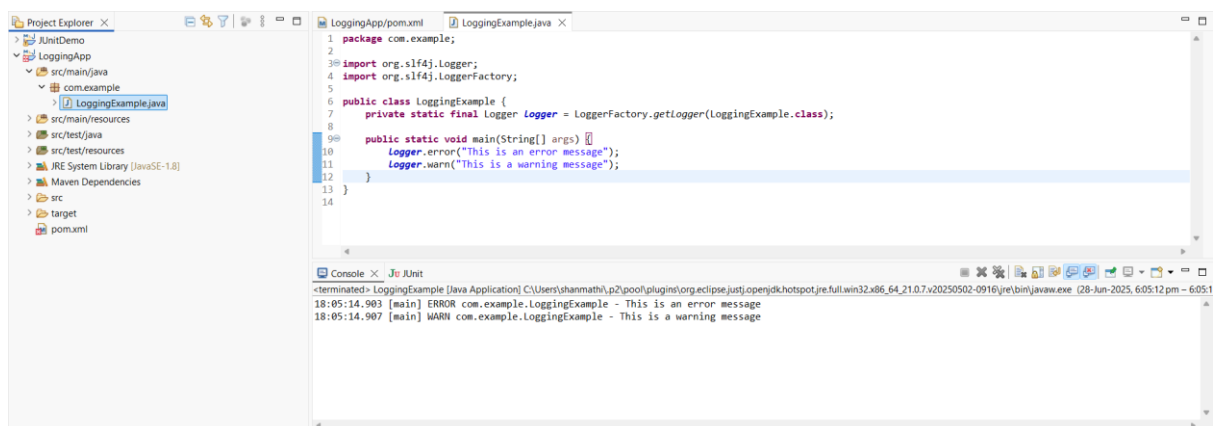 Project Explorer
JUnitDemo
LoggingApp
src/main/java
com.example
LoggingExample.java
src/main/resources
src/test/java
src/test/resources
JRE System Library [JavaSE-1.8]
Maven Dependencies
src
target
pom.xml
LoggingApp/pom.xml LoggingExample.java
1 package com.example;
2
3 import org.slf4j.Logger;
4 import org.slf4j.LoggerFactory;
5
6 public class LoggingExample {
7 private static final Logger logger = LoggerFactory.getLogger(LoggingExample.class);
8
9 public static void main(String[] args) {
10 logger.error("This is an error message");
11 logger.warn("This is a warning message");
12 }
13 }
14
Console Ju JUnit
<terminated> LoggingExample [Java Application] C:\Users\shanmathi\.p2\pool\plugins\org.eclipse.justj.openjdk.hotspot.jre.full.win32.x86_64_21.0.7.v20250502-0916\jre\bin\javaw.exe (28-Jun-2025, 6:05:12 pm – 6:05:1
18:05:14.903 [main] ERROR com.example.LoggingExample - This is an error message
18:05:14.907 [main] WARN com.example.LoggingExample - This is a warning message